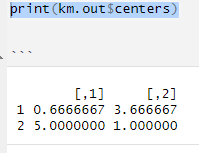 print(km.out$centers)
```
[,1] [,2]
1 0.6666667 3.666667
2 5.0000000 1.000000